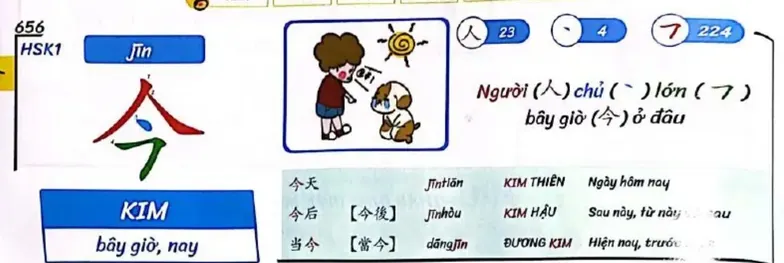 656
HSK1
jīn
今
KIM
bây giờ, nay
人 23
丶 4
㇇ 224
Người (人) chủ (丶) lớn (㇇)
bây giờ (今) ở đâu
今天 jīntiān KIM THIÊN Ngày hôm nay
今后 【今後】 jīnhòu KIM HẬU Sau này, từ này sau
当今 【當今】 dāngjīn ĐƯƠNG KIM Hiện nay, trước